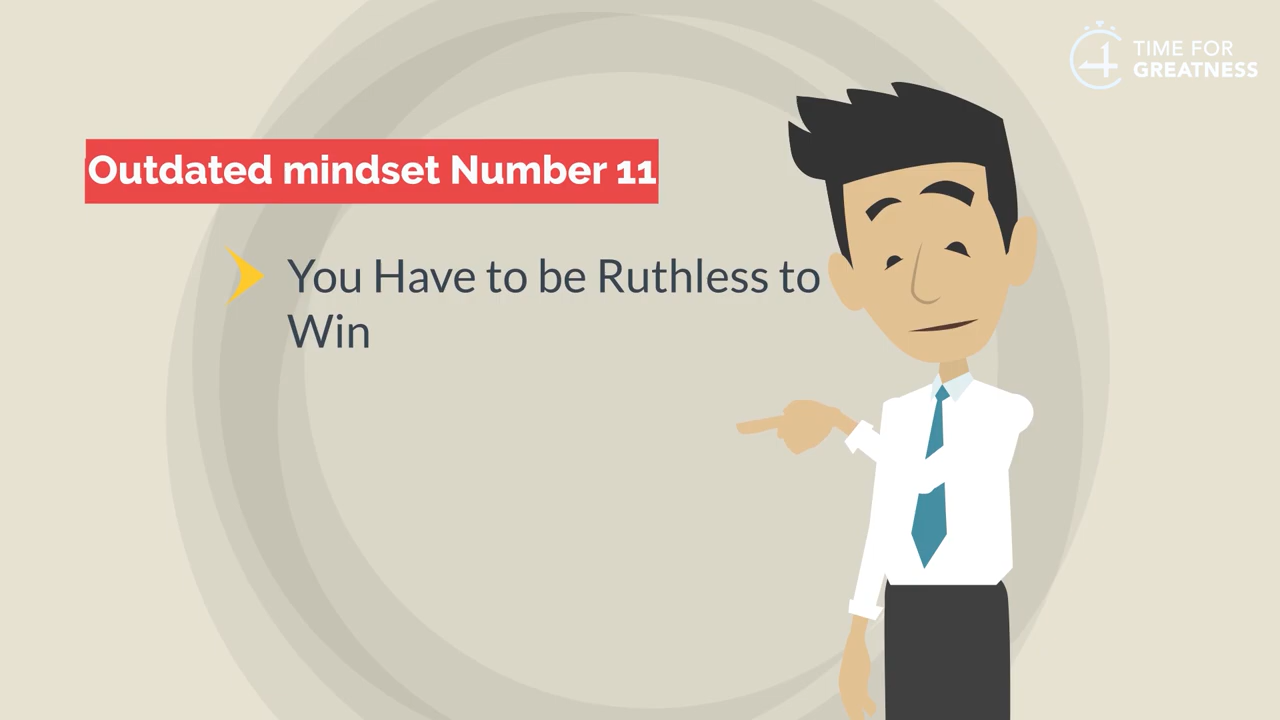 TIME FOR
GREATNESS
Outdated mindset Number 11
You Have to be Ruthless to
Win